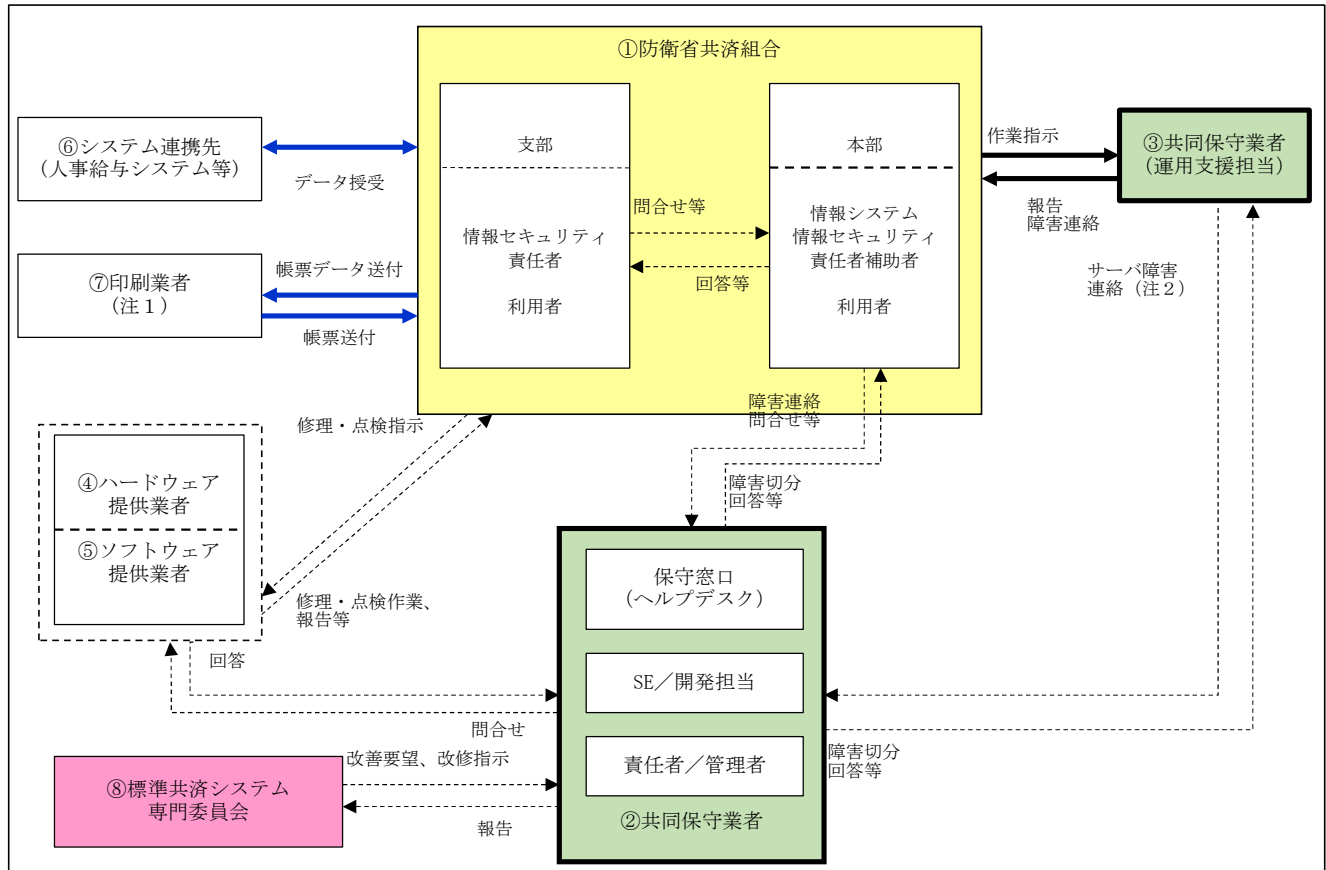 ①防衛省共済組合
支部
情報セキュリティ
責任者
利用者
本部
情報システム
情報セキュリティ
責任者補助者
利用者
問合せ等
回答等
⑥システム連携先
(人事給与システム等)
データ授受
⑦印刷業者
(注１)
帳票データ送付
帳票送付
作業指示
③共同保守業者
(運用支援担当)
報告
障害連絡
サーバ障害
連絡（注２）
障害連絡
問合せ等
障害切分
回答等
修理・点検指示
④ハードウェア
提供業者
⑤ソフトウェア
提供業者
修理・点検作業、
報告等
回答
問合せ
保守窓口
(ヘルプデスク)
SE／開発担当
責任者／管理者
②共同保守業者
障害切分
回答等
改善要望、改修指示
⑧標準共済システム
専門委員会
報告